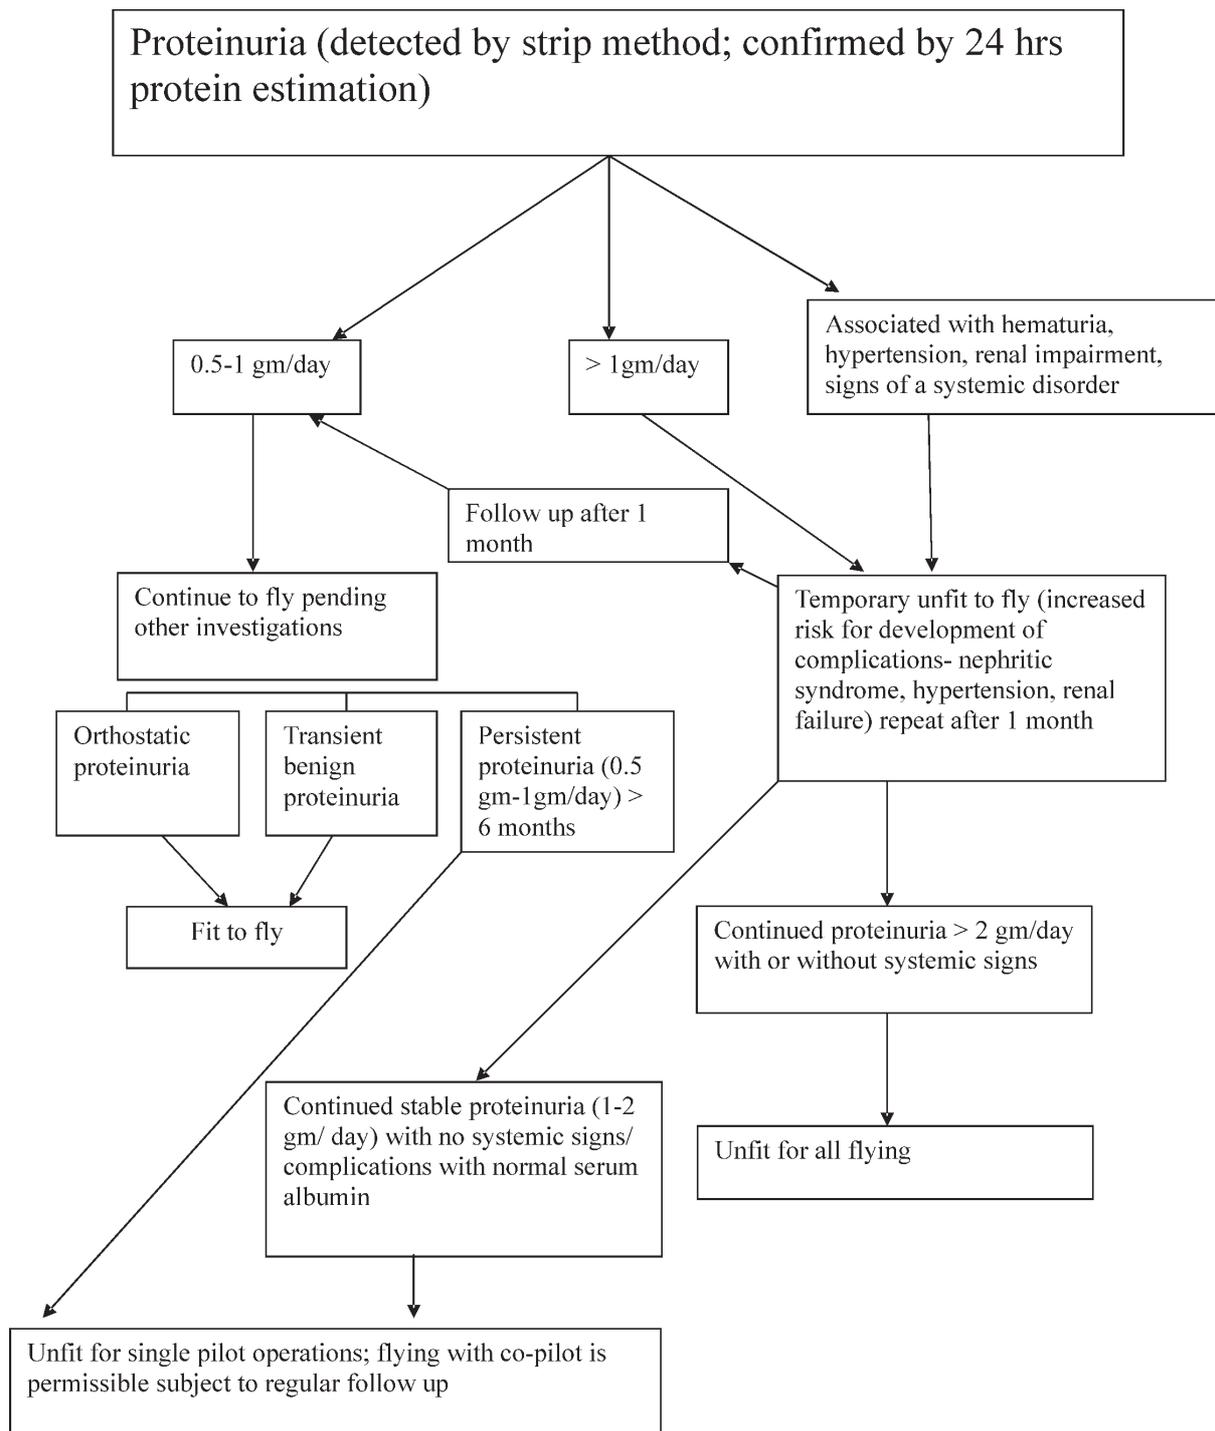 Proteinuria (detected by strip method; confirmed by 24 hrs
protein estimation)
0.5-1 gm/day
> 1gm/day
Associated with hematuria,
hypertension, renal impairment,
signs of a systemic disorder
Follow up after 1
month
Continue to fly pending
other investigations
Temporary unfit to fly (increased
risk for development of
complications- nephritic
syndrome, hypertension, renal
failure) repeat after 1 month
Orthostatic
proteinuria
Transient
benign
proteinuria
Persistent
proteinuria (0.5
gm-1gm/day) >
6 months
Fit to fly
Continued proteinuria > 2 gm/day
with or without systemic signs
Continued stable proteinuria (1-2
gm/ day) with no systemic signs/
complications with normal serum
albumin
Unfit for all flying
Unfit for single pilot operations; flying with co-pilot is
permissible subject to regular follow up